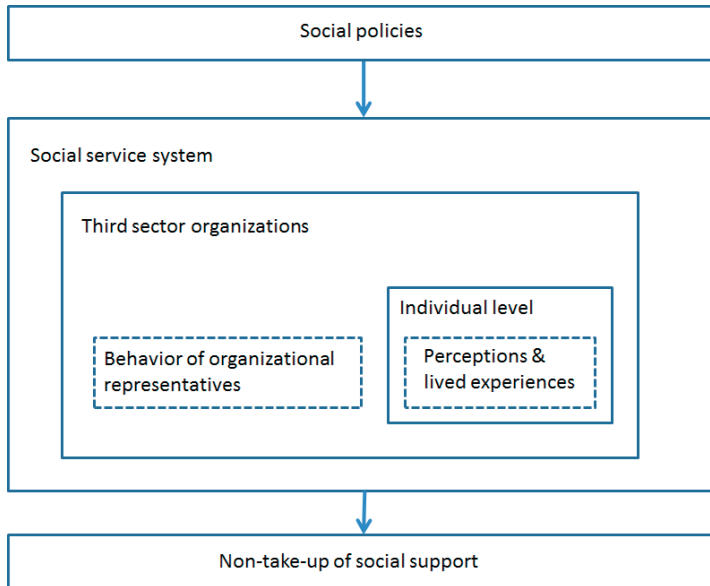 Social policies
Social service system
Third sector organizations
Individual level
Behavior of organizational
representatives
Perceptions &
lived experiences
Non-take-up of social support